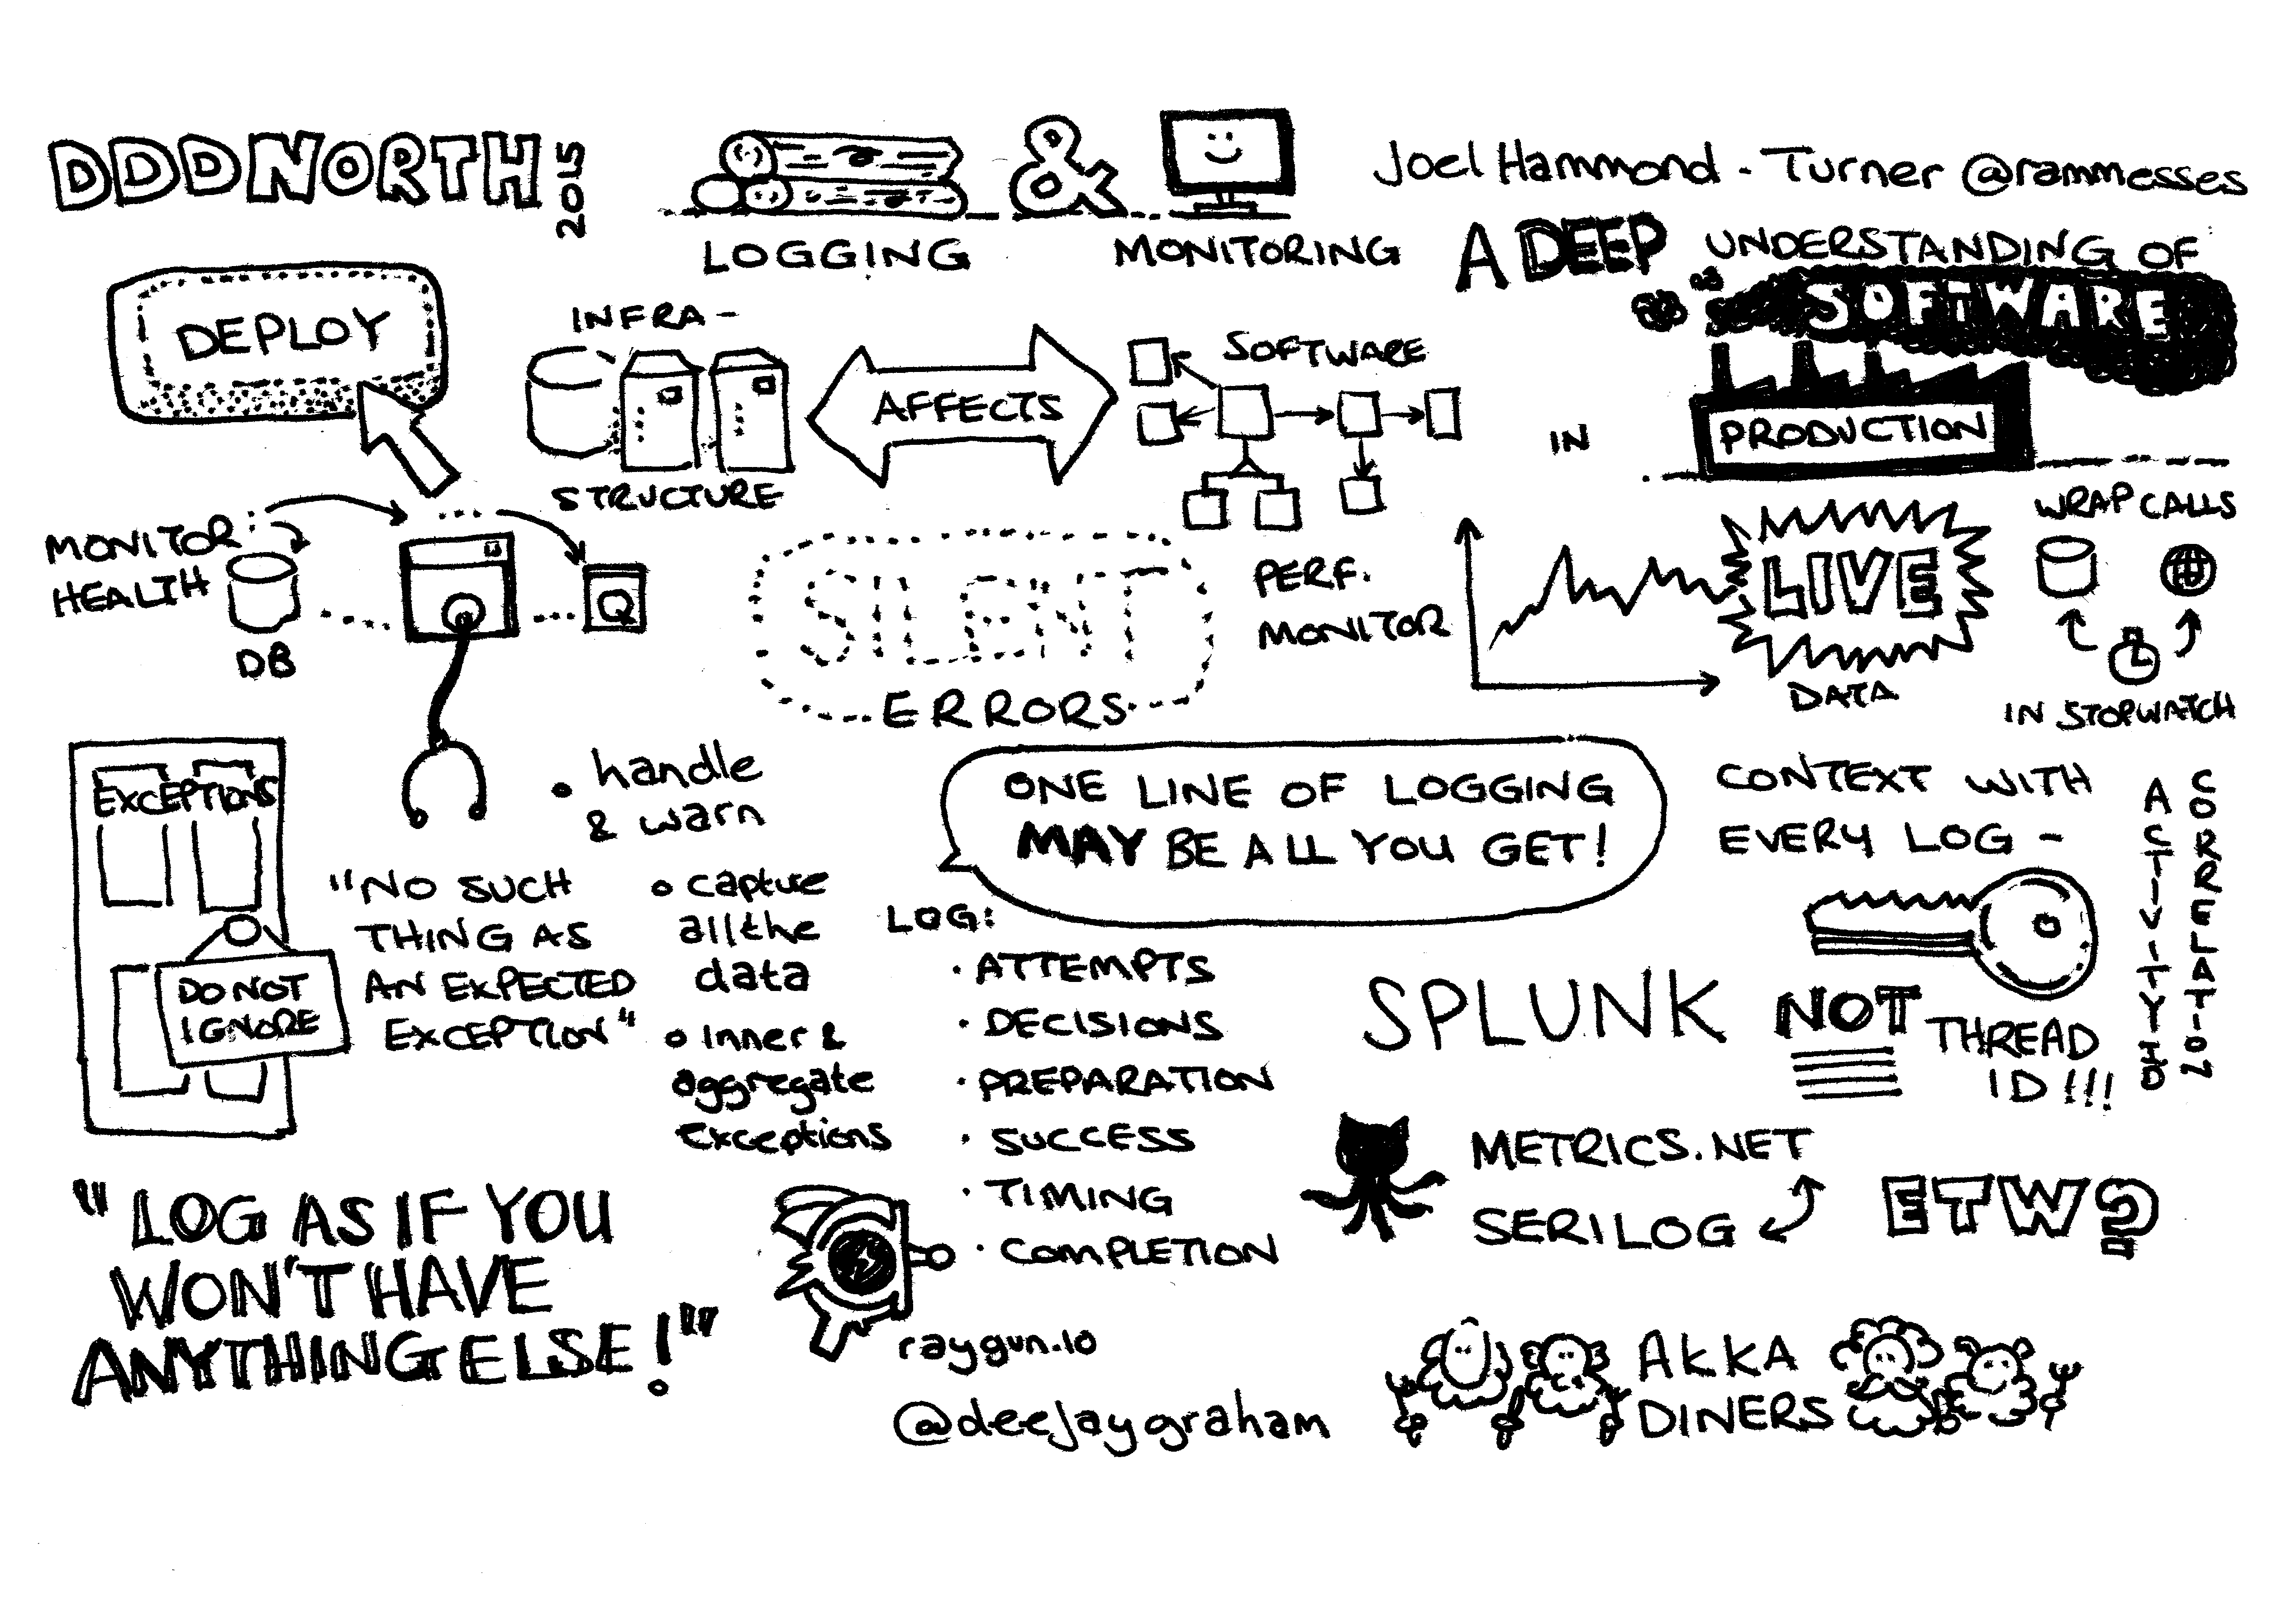 DDDNORTH 2015
LOGGING & MONITORING
Joel Hammond-Turner @rammesses
A DEEP UNDERSTANDING OF
SOFTWARE
IN PRODUCTION
DEPLOY
INFRA-
STRUCTURE
AFFECTS
SOFTWARE
MONITOR
HEALTH
DB
Q
SILENT
ERRORS
PERF.
MONITOR
LIVE
DATA
WRAP CALLS
IN STOPWATCH
EXCEPTIONS
DO NOT
IGNORE
"NO SUCH
THING AS
AN EXPECTED
EXCEPTION"
• handle
& warn
• capture
all the
data
• Inner &
aggregate
exceptions
ONE LINE OF LOGGING
MAY BE ALL YOU GET!
LOG:
• ATTEMPTS
• DECISIONS
• PREPARATION
• SUCCESS
• TIMING
• COMPLETION
CONTEXT WITH
EVERY LOG -
ACTIVITYID
CORRELATION
SPLUNK
NOT THREAD
ID!!!
METRICS.NET
SERILOG
ETW?
"LOG AS IF YOU
WON'T HAVE
ANYTHING ELSE!"
raygun.io
@deejaygraham
AKKA
DINERS